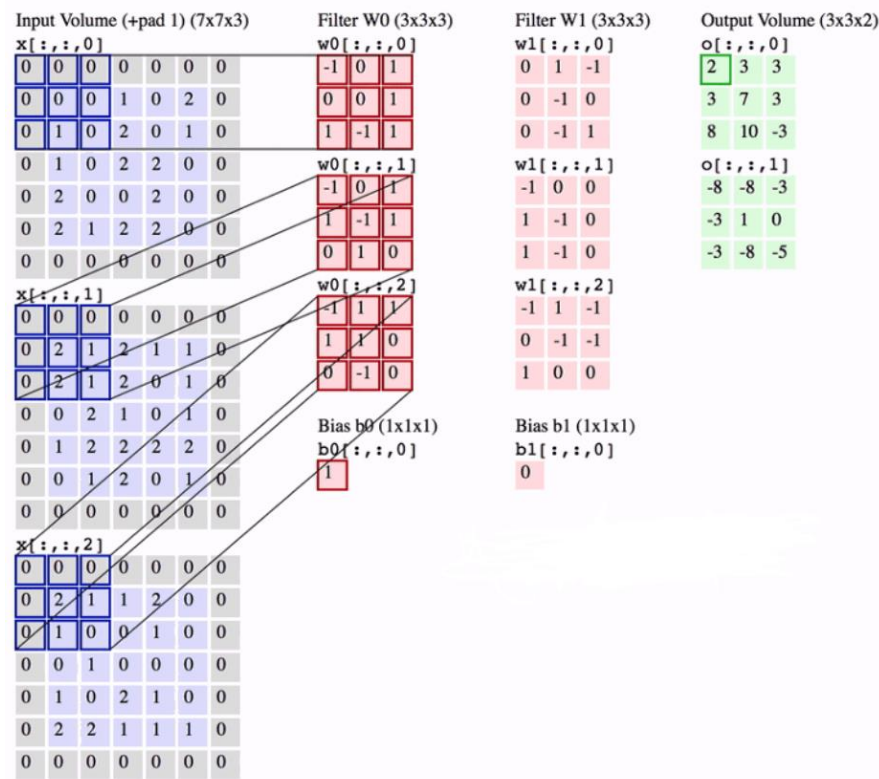 Input Volume (+pad 1) (7x7x3)
x[:,:,0]
0 0 0 0 0 0 0
0 0 0 1 0 2 0
0 1 0 2 0 1 0
0 1 0 2 2 0 0
0 2 0 0 2 0 0
0 2 1 2 2 0 0
0 0 0 0 0 0 0
x[:,:,1]
0 0 0 0 0 0 0
0 2 1 2 1 1 0
0 2 1 2 0 1 0
0 0 2 1 0 1 0
0 1 2 2 2 2 0
0 0 1 2 0 1 0
0 0 0 0 0 0 0
x[:,:,2]
0 0 0 0 0 0 0
0 2 1 1 2 0 0
0 1 0 0 1 0 0
0 0 1 0 0 0 0
0 1 0 2 1 0 0
0 2 2 1 1 1 0
0 0 0 0 0 0 0
Filter W0 (3x3x3)
w0[:,:,0]
-1 0 1
0 0 1
1 -1 1
w0[:,:,1]
-1 0 1
1 -1 1
0 1 0
w0[:,:,2]
-1 1 1
1 1 0
0 -1 0
Bias b0 (1x1x1)
b0[:,:,0]
1
Filter W1 (3x3x3)
w1[:,:,0]
0 1 -1
0 -1 0
0 -1 1
w1[:,:,1]
-1 0 0
1 -1 0
1 -1 0
w1[:,:,2]
-1 1 -1
0 -1 -1
1 0 0
Bias b1 (1x1x1)
b1[:,:,0]
0
Output Volume (3x3x2)
o[:,:,0]
2 3 3
3 7 3
8 10 -3
o[:,:,1]
-8 -8 -3
-3 1 0
-3 -8 -5